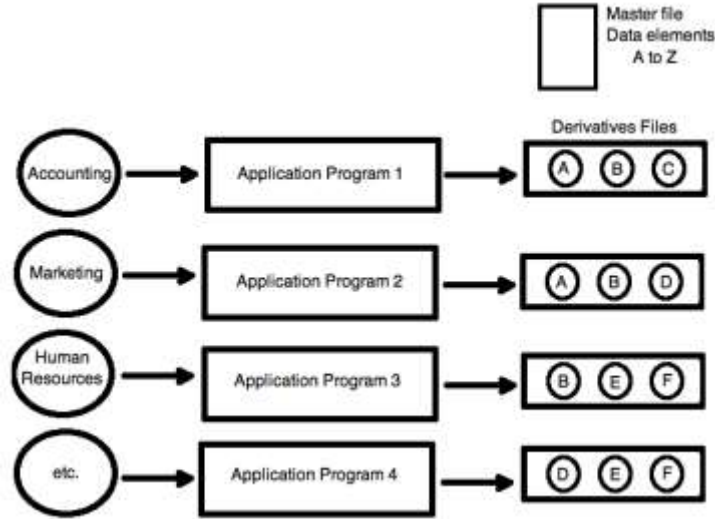 Master file
Data elements
A to Z
Derivatives Files
Accounting
Application Program 1
A B C
Marketing
Application Program 2
A B D
Human
Resources
Application Program 3
B E F
etc.
Application Program 4
D E F